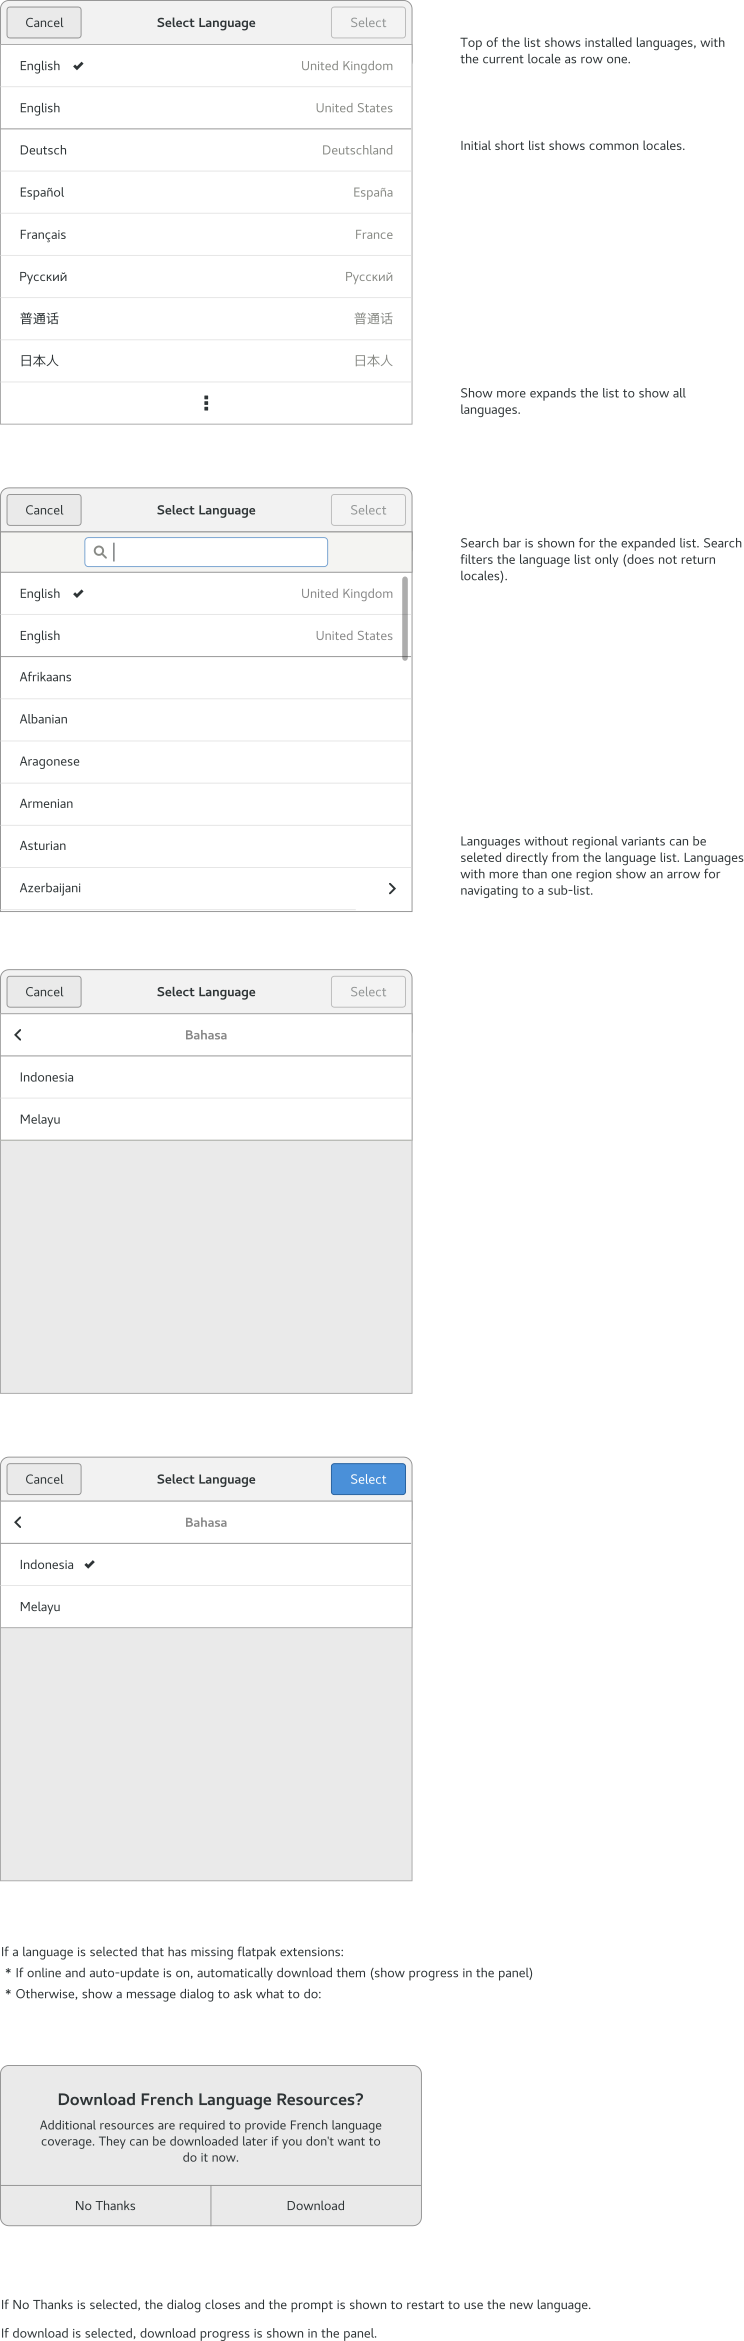 Cancel Select Language Select
English ✔ United Kingdom
English United States
Deutsch Deutschland
Español España
Français France
Русский Русский
普通话 普通话
日本人 日本人
Top of the list shows installed languages, with
the current locale as row one.
Initial short list shows common locales.
Show more expands the list to show all
languages.
Cancel Select Language Select
English ✔ United Kingdom
English United States
Afrikaans
Albanian
Aragonese
Armenian
Asturian
Azerbaijani
Search bar is shown for the expanded list. Search
filters the language list only (does not return
locales).
Languages without regional variants can be
seleted directly from the language list. Languages
with more than one region show an arrow for
navigating to a sub-list.
Cancel Select Language Select
Bahasa
Indonesia
Melayu
Cancel Select Language Select
Bahasa
Indonesia ✔
Melayu
If a language is selected that has missing flatpak extensions:
* If online and auto-update is on, automatically download them (show progress in the panel)
* Otherwise, show a message dialog to ask what to do:
Download French Language Resources?
Additional resources are required to provide French language
coverage. They can be downloaded later if you don't want to
do it now.
No Thanks Download
If No Thanks is selected, the dialog closes and the prompt is shown to restart to use the new language.
If download is selected, download progress is shown in the panel.